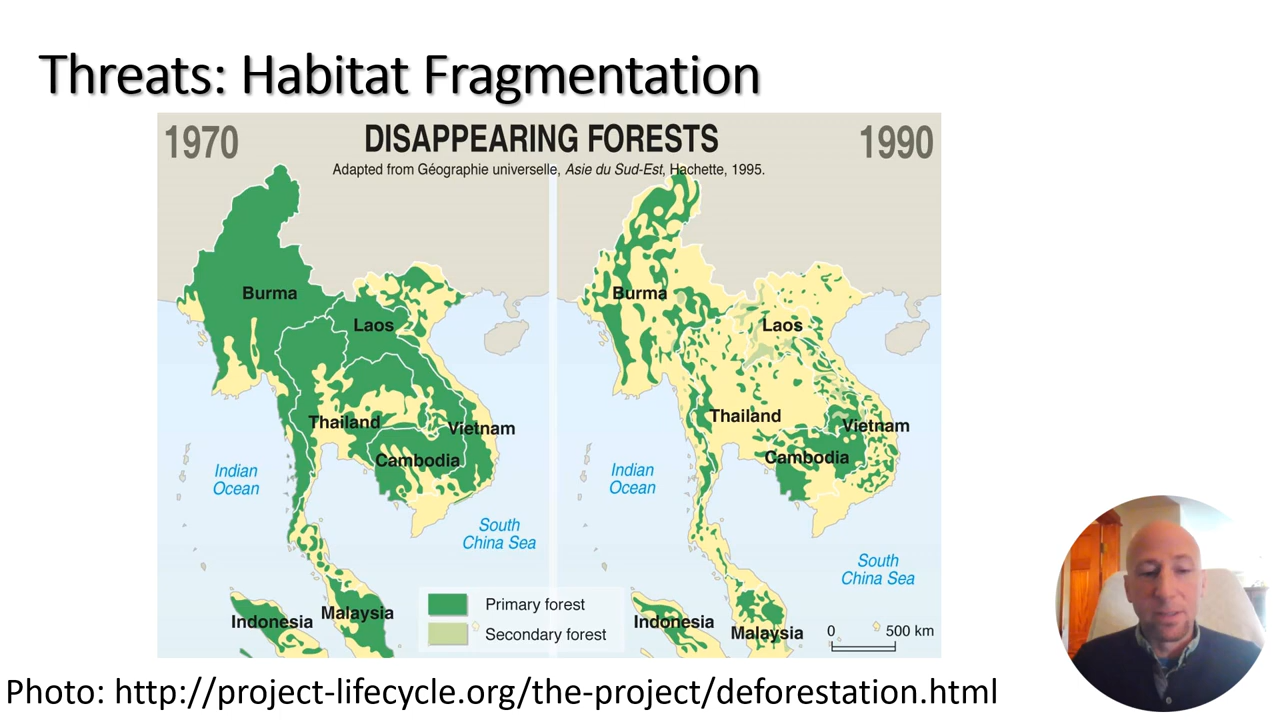 Threats: Habitat Fragmentation
1970
DISAPPEARING FORESTS
1990
Adapted from Géographie universelle, Asie du Sud-Est, Hachette, 1995.
Burma
Laos
Thailand
Vietnam
Cambodia
Indian
Ocean
South
China Sea
Indonesia
Malaysia
Primary forest
Secondary forest
Burma
Laos
Thailand
Vietnam
Cambodia
Indian
Ocean
South
China Sea
Indonesia
Malaysia
0
500 km
Photo: http://project-lifecycle.org/the-project/deforestation.html